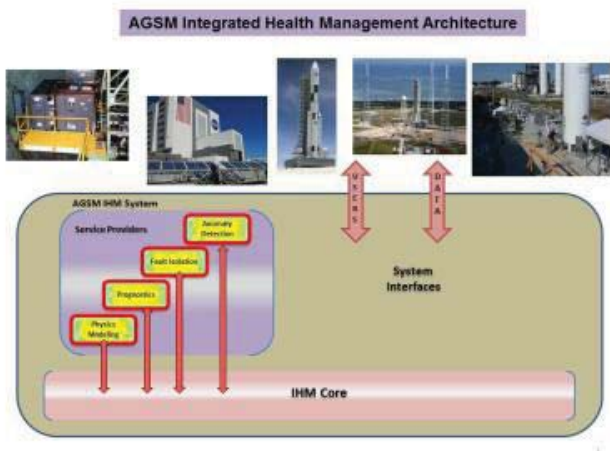 AGSM Integrated Health Management Architecture
USERS
DATA
AGSM IHM System
Service Providers
Anomaly
Detection
Fault Isolation
Prognostics
Physics
Modeling
System
Interfaces
IHM Core